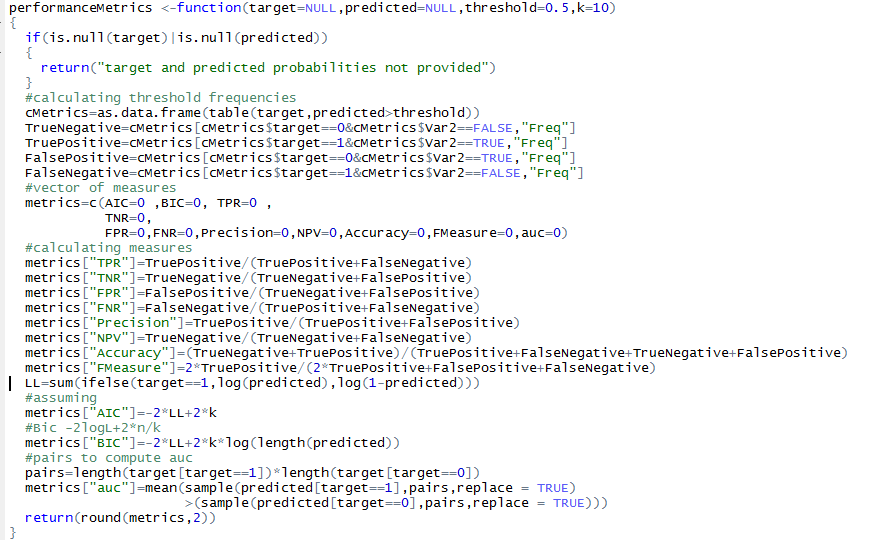 performanceMetrics <-function(target=NULL,predicted=NULL,threshold=0.5,k=10)
{
  if(is.null(target)|is.null(predicted))
  {
    return("target and predicted probabilities not provided")
  }
  #calculating threshold frequencies
  cMetrics=as.data.frame(table(target,predicted>threshold))
  TrueNegative=cMetrics[cMetrics$target==0&cMetrics$Var2==FALSE,"Freq"]
  TruePositive=cMetrics[cMetrics$target==1&cMetrics$Var2==TRUE,"Freq"]
  FalsePositive=cMetrics[cMetrics$target==0&cMetrics$Var2==TRUE,"Freq"]
  FalseNegative=cMetrics[cMetrics$target==1&cMetrics$Var2==FALSE,"Freq"]
  #vector of measures
  metrics=c(AIC=0 ,BIC=0, TPR=0 ,
            TNR=0,
            FPR=0,FNR=0,Precision=0,NPV=0,Accuracy=0,FMeasure=0,auc=0)
  #calculating measures
  metrics["TPR"]=TruePositive/(TruePositive+FalseNegative)
  metrics["TNR"]=TrueNegative/(TrueNegative+FalsePositive)
  metrics["FPR"]=FalsePositive/(TrueNegative+FalsePositive)
  metrics["FNR"]=FalseNegative/(TruePositive+FalseNegative)
  metrics["Precision"]=TruePositive/(TruePositive+FalsePositive)
  metrics["NPV"]=TrueNegative/(TrueNegative+FalseNegative)
  metrics["Accuracy"]=(TrueNegative+TruePositive)/(TruePositive+FalseNegative+TrueNegative+FalsePositive)
  metrics["FMeasure"]=2*TruePositive/(2*TruePositive+FalsePositive+FalseNegative)
  LL=sum(ifelse(target==1,log(predicted),log(1-predicted)))
  #assuming
  metrics["AIC"]=-2*LL+2*k
  #Bic -2logL+2*n/k
  metrics["BIC"]=-2*LL+2*k*log(length(predicted))
  #pairs to compute auc
  pairs=length(target[target==1])*length(target[target==0])
  metrics["auc"]=mean(sample(predicted[target==1],pairs,replace = TRUE)
                      >(sample(predicted[target==0],pairs,replace = TRUE)))
  return(round(metrics,2))
}